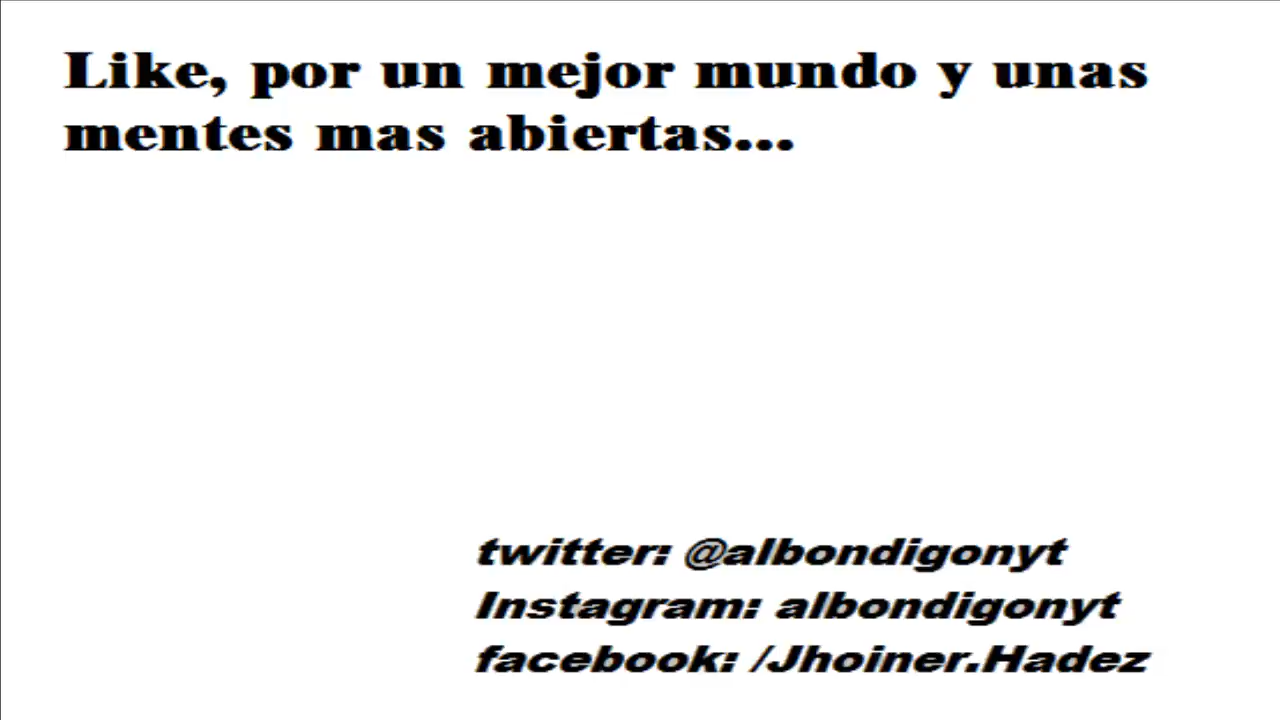 Like, por un mejor mundo y unas
mentes mas abiertas...
twitter: @albondigonyt
Instagram: albondigonyt
facebook: /Jhoiner.Hadez